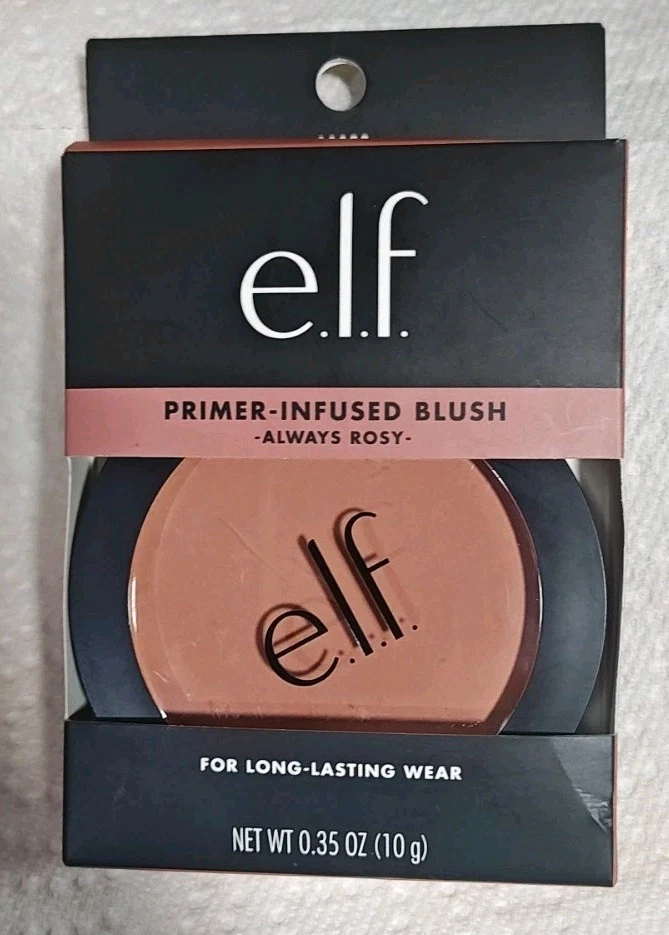 e.l.f.
PRIMER-INFUSED BLUSH
-ALWAYS ROSY-
e.l.f.
FOR LONG-LASTING WEAR
NET WT 0.35 OZ (10 g)